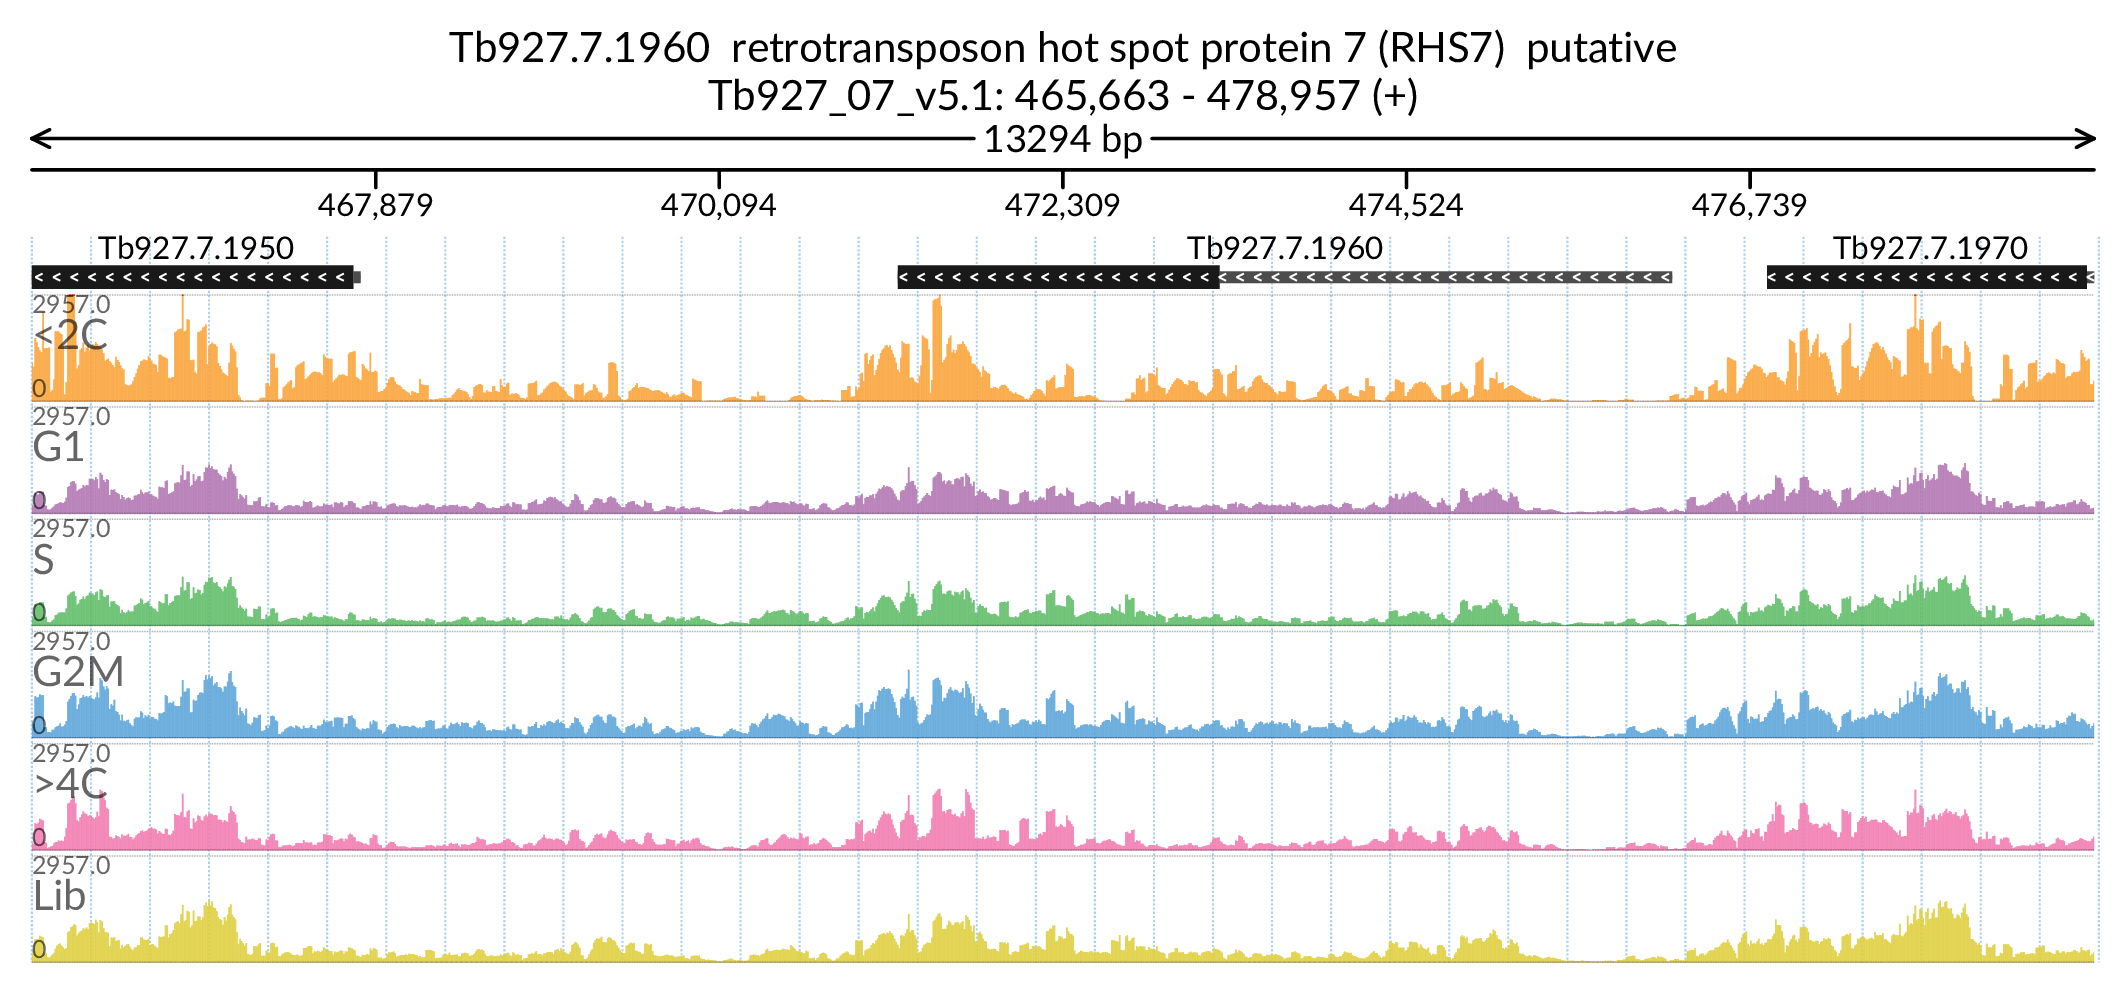 Tb927.7.1960 retrotransposon hot spot protein 7 (RHS7) putative
Tb927_07_v5.1: 465,663 - 478,957 (+)
13294 bp
467,879 470,094 472,309 474,524 476,739
Tb927.7.1950 Tb927.7.1960 Tb927.7.1970
2957.0
<2C
0
2957.0
G1
0
2957.0
S
0
2957.0
G2M
0
2957.0
>4C
0
2957.0
Lib
0